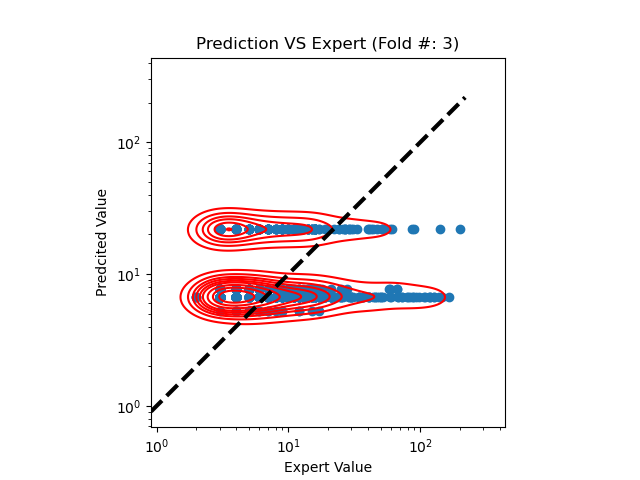 Prediction VS Expert (Fold #: 3)
Predcited Value
10²
10¹
10⁰
10⁰ 10¹ 10²
Expert Value